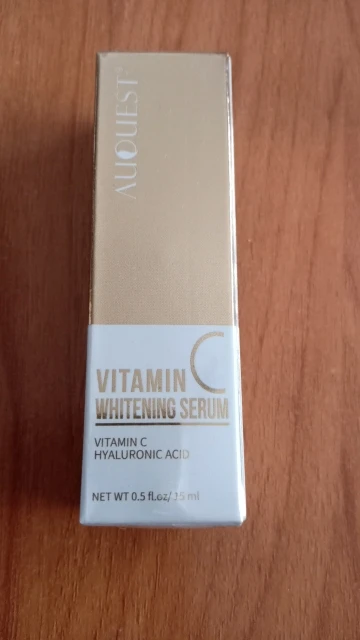 AUQUEST
VITAMIN C
WHITENING SERUM
VITAMIN C
HYALURONIC ACID
NET WT 0.5 fl.oz/15 ml